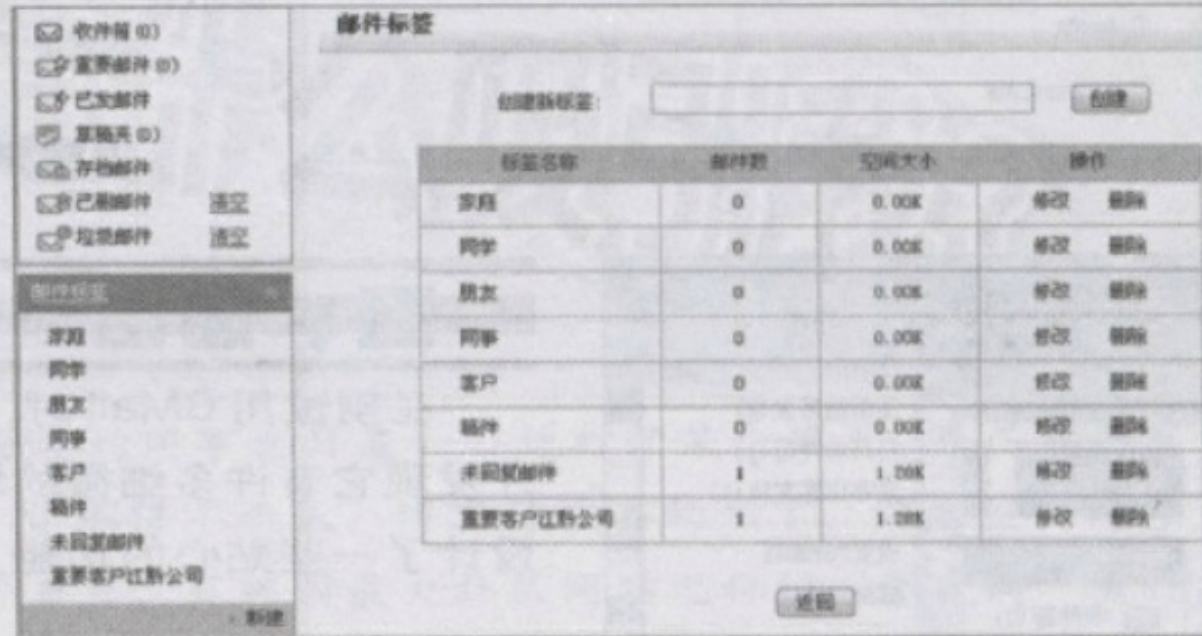 收件箱(0)
重要邮件(0)
已发邮件
草稿夹(0)
存档邮件
已删邮件 清空
垃圾邮件 清空
邮件标签
家庭
同学
朋友
同事
客户
稿件
未回复邮件
重要客户江黔公司
新建
邮件标签
创建新标签: 创建
标签名称 邮件数 空间大小 操作
家庭 0 0.00K 修改 删除
同学 0 0.00K 修改 删除
朋友 0 0.00K 修改 删除
同事 0 0.00K 修改 删除
客户 0 0.00K 修改 删除
稿件 0 0.00K 修改 删除
未回复邮件 1 修改 删除
重要客户江黔公司 1 修改 删除
返回